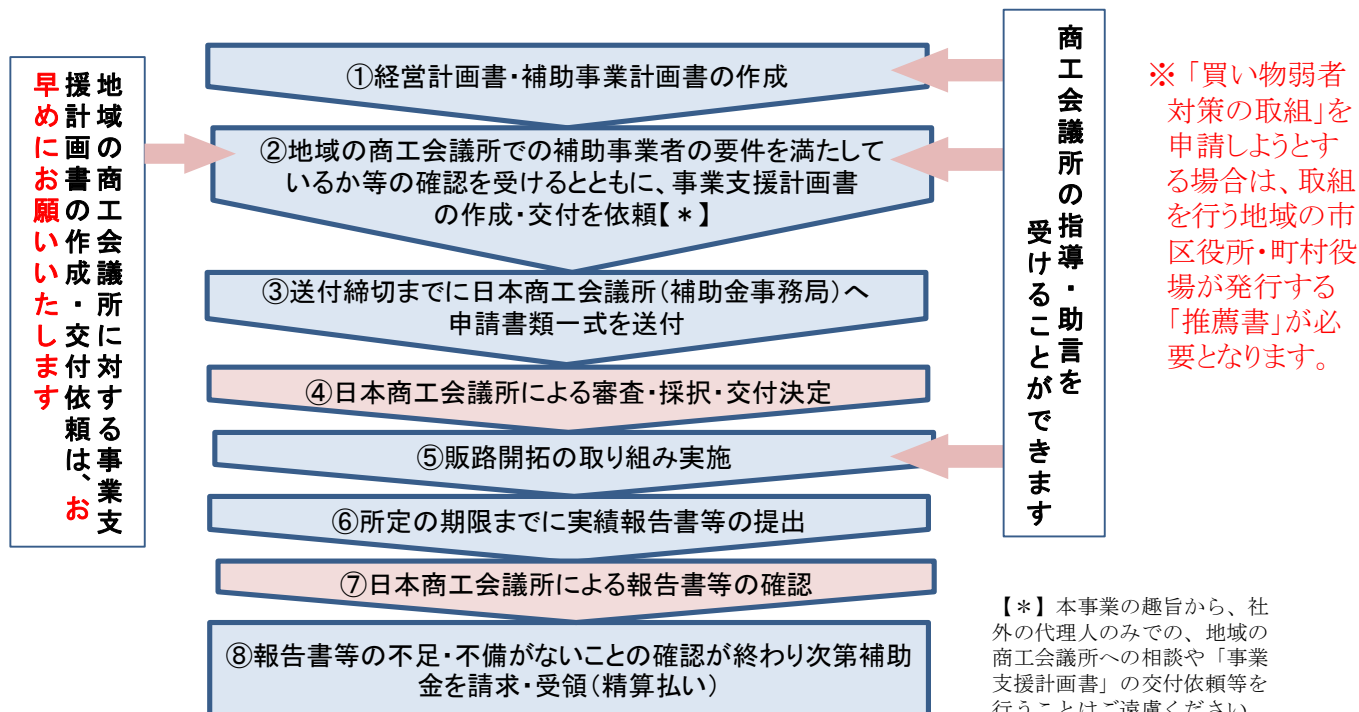 地域の商工会議所に対する事業支
援計画書の作成・交付依頼は、お
早めにお願いいたします
①経営計画書・補助事業計画書の作成
②地域の商工会議所での補助事業者の要件を満たして
いるか等の確認を受けるとともに、事業支援計画書
の作成・交付を依頼【＊】
③送付締切までに日本商工会議所(補助金事務局)へ
申請書類一式を送付
④日本商工会議所による審査・採択・交付決定
⑤販路開拓の取り組み実施
⑥所定の期限までに実績報告書等の提出
⑦日本商工会議所による報告書等の確認
⑧報告書等の不足・不備がないことの確認が終わり次第補助
金を請求・受領(精算払い)
商工会議所の指導・助言を
受けることができます
※「買い物弱者
対策の取組」を
申請しようとす
る場合は、取組
を行う地域の市
区役所・町村役
場が発行する
「推薦書」が必
要となります。
【＊】本事業の趣旨から、社
外の代理人のみでの、地域の
商工会議所への相談や「事業
支援計画書」の交付依頼等を
行うことはご遠慮ください。